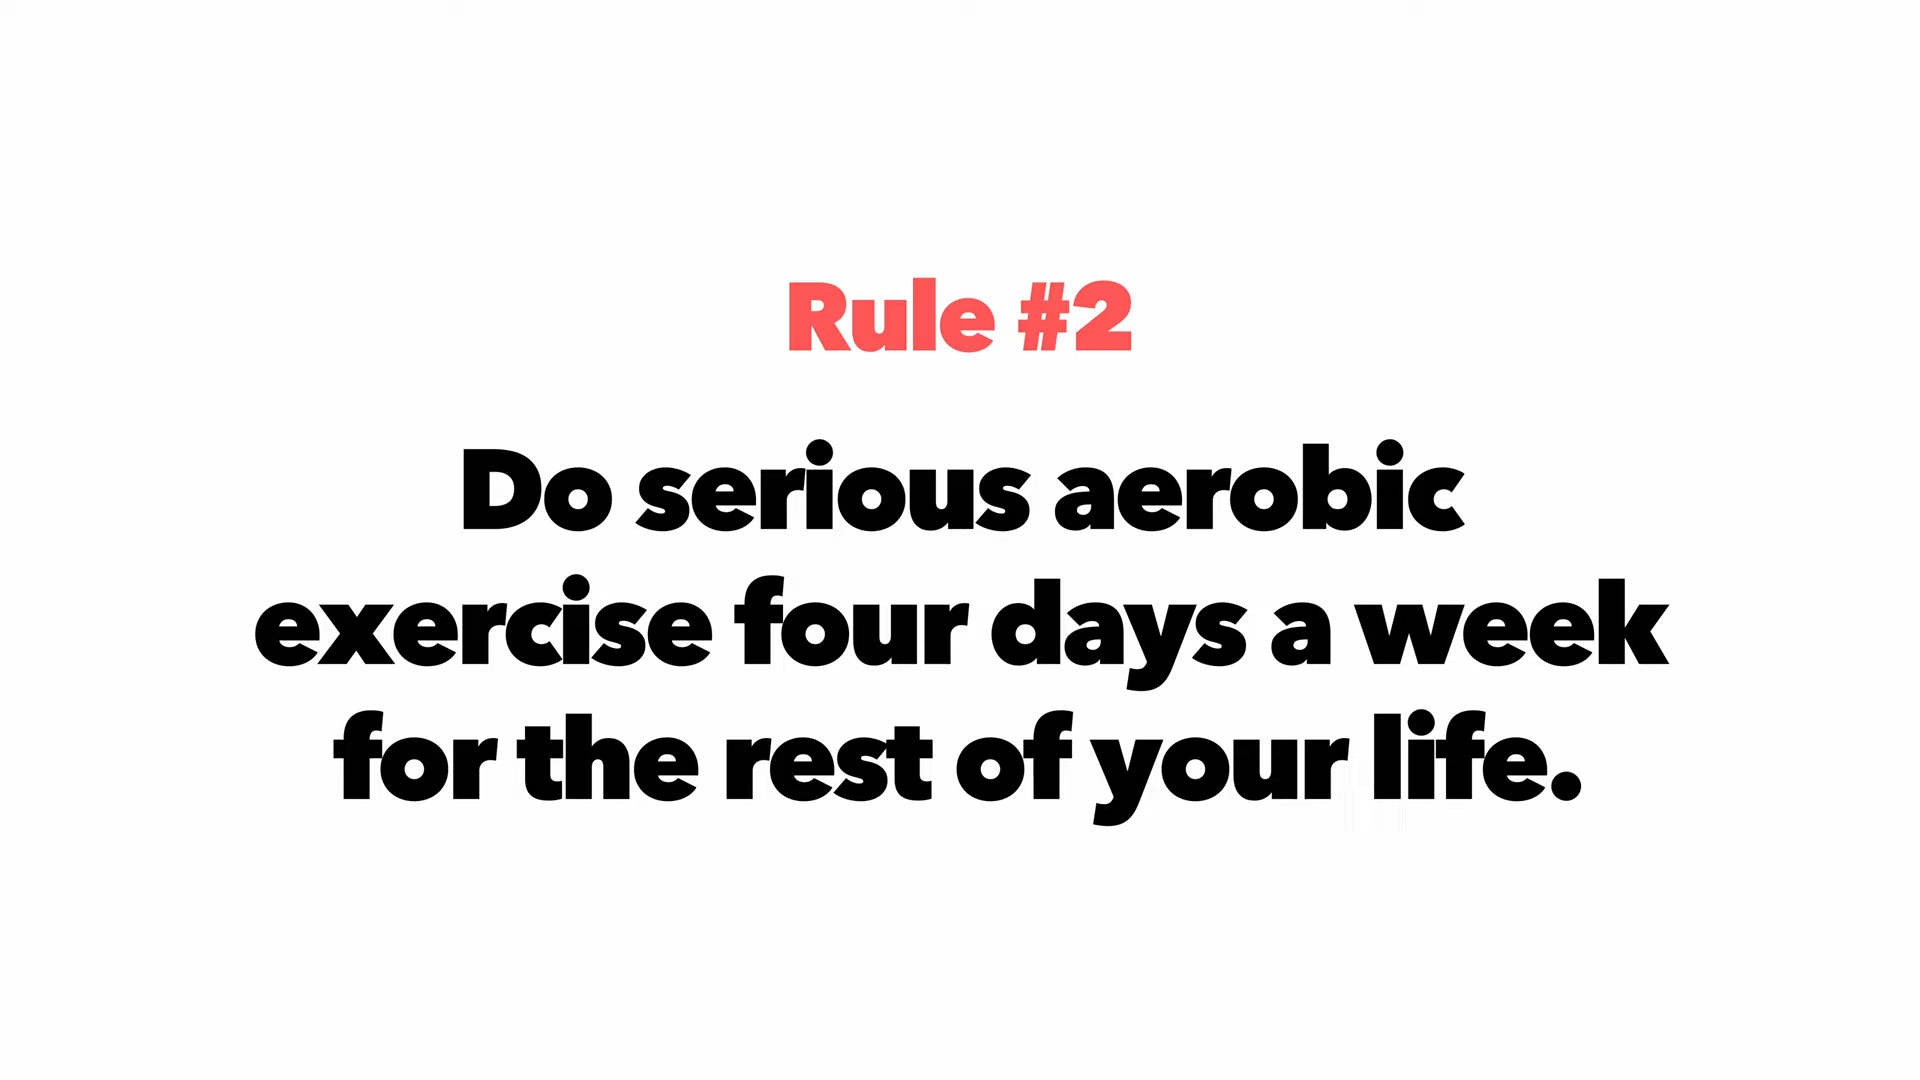 Rule #2
Do serious aerobic
exercise four days a week
for the rest of your life.